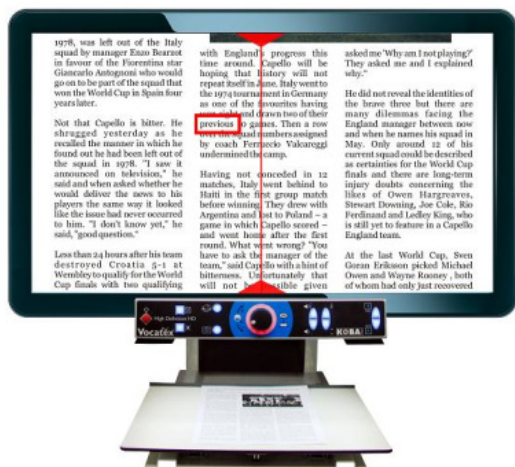 1978, was left out of the Italy
squad by manager Enzo Bearzot
in favour of the Fiorentina star
Giancarlo Antognoni who would
go on to be part of the squad that
won the World Cup in Spain four
years later.
Not that Capello is bitter. He
shrugged yesterday as he
recalled the manner in which he
found out he had been left out of
the squad in 1978. "I saw it
announced on television," he
said and when asked whether he
would deliver the news to his
players the same way it looked
like the issue had never occurred
to him. "I don't know yet," he
said, "good question."
Less than 24 hours after his team
destroyed Croatia 5-1 at
Wembley to qualify for the World
Cup finals with two qualifying
with England's progress this
time around. Capello will be
hoping that history will not
repeat itself in June. Italy went to
the 1974 tournament in Germany
as one of the favourites having
and drawn two of their
previous games. Then a row
over the squad numbers assigned
by coach Ferruccio Valcareggi
undermined the camp.
Having not conceded in 12
matches, Italy went behind to
Haiti in the first group match
before winning. They drew with
Argentina and lost to Poland – a
game in which Capello scored –
and went home after the first
round. What went wrong? "You
have to ask the manager of the
team," said Capello with a hint of
bitterness. Unfortunately that
will not be possible given
asked me 'Why am I not playing?'
They asked me and I explained
why."
He did not reveal the identities of
the brave three but there are
many dilemmas facing the
England manager between now
and when he names his squad in
May. Only around 12 of his
current squad could be described
as certainties for the World Cup
finals and there are long-term
injury doubts concerning the
likes of Owen Hargreaves,
Stewart Downing, Joe Cole, Rio
Ferdinand and Ledley King, who
is still yet to feature in a Capello
England team.
At the last World Cup, Sven
Goran Eriksson picked Michael
Owen and Wayne Rooney , both
of whom had only just recovered
High Definition HD
Vocatex
KOBA